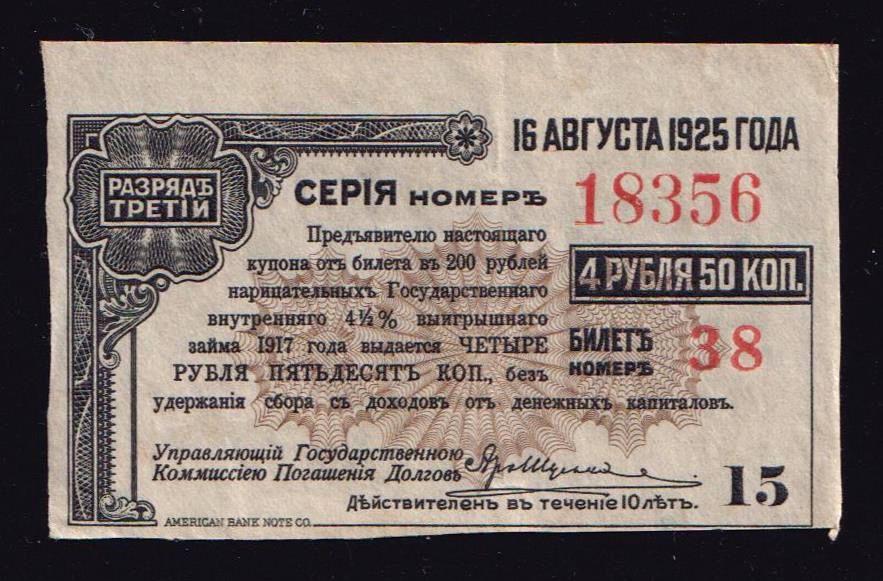 16 АВГУСТА 1925 ГОДА
РАЗРЯДЪ
ТРЕТІЙ
СЕРІЯ НОМЕРЪ 18356
Предъявителю настоящаго
купона отъ билета въ 200 рублей
нарицательныхъ Государственнаго
внутренняго 4½% выигрышнаго
займа 1917 года выдается ЧЕТЫРЕ
РУБЛЯ ПЯТЬДЕСЯТЪ КОП., безъ
удержанія сбора съ доходовъ отъ денежныхъ капиталовъ.
4 РУБЛЯ 50 КОП.
БИЛЕТЪ
НОМЕРЪ 38
Управляющій Государственною
Коммиссіею Погашенія Долговъ
Дѣйствителенъ въ теченіе 10 лѣтъ.
15
AMERICAN BANK NOTE CO.